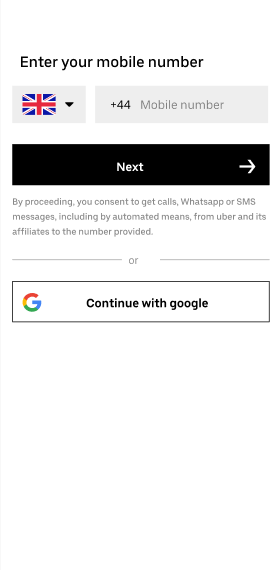 Enter your mobile number
+44 Mobile number
Next
By proceeding, you consent to get calls, Whatsapp or SMS
messages, including by automated means, from uber and its
affiliates to the number provided.
or
Continue with google